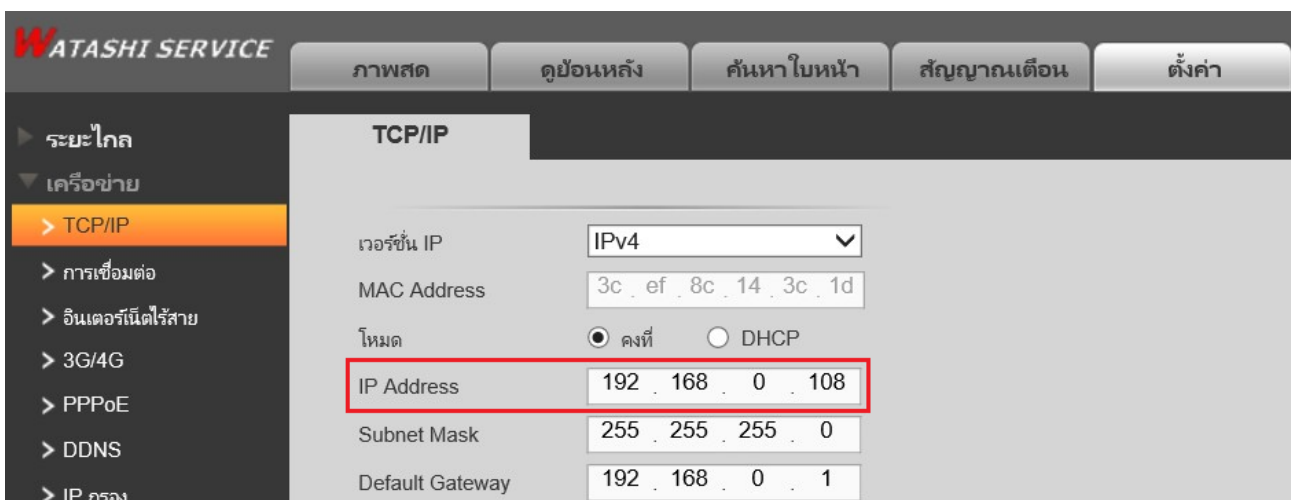 WATASHI SERVICE
ภาพสด ดูย้อนหลัง ค้นหาใบหน้า สัญญาณเตือน ตั้งค่า
ระยะไกล
เครือข่าย
TCP/IP
การเชื่อมต่อ
อินเตอร์เน็ตไร้สาย
3G/4G
PPPoE
DDNS
IP กรอง
TCP/IP
เวอร์ชั่น IP IPv4
MAC Address 3c . ef . 8c . 14 . 3c . 1d
โหมด คงที่ DHCP
IP Address 192 . 168 . 0 . 108
Subnet Mask 255 . 255 . 255 . 0
Default Gateway 192 . 168 . 0 . 1